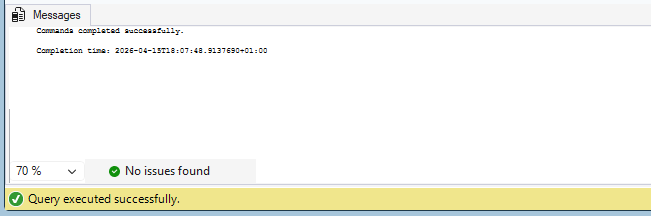 Messages
Commands completed successfully.
Completion time: 2026-04-15T18:07:48.9137690+01:00
70 %
No issues found
Query executed successfully.